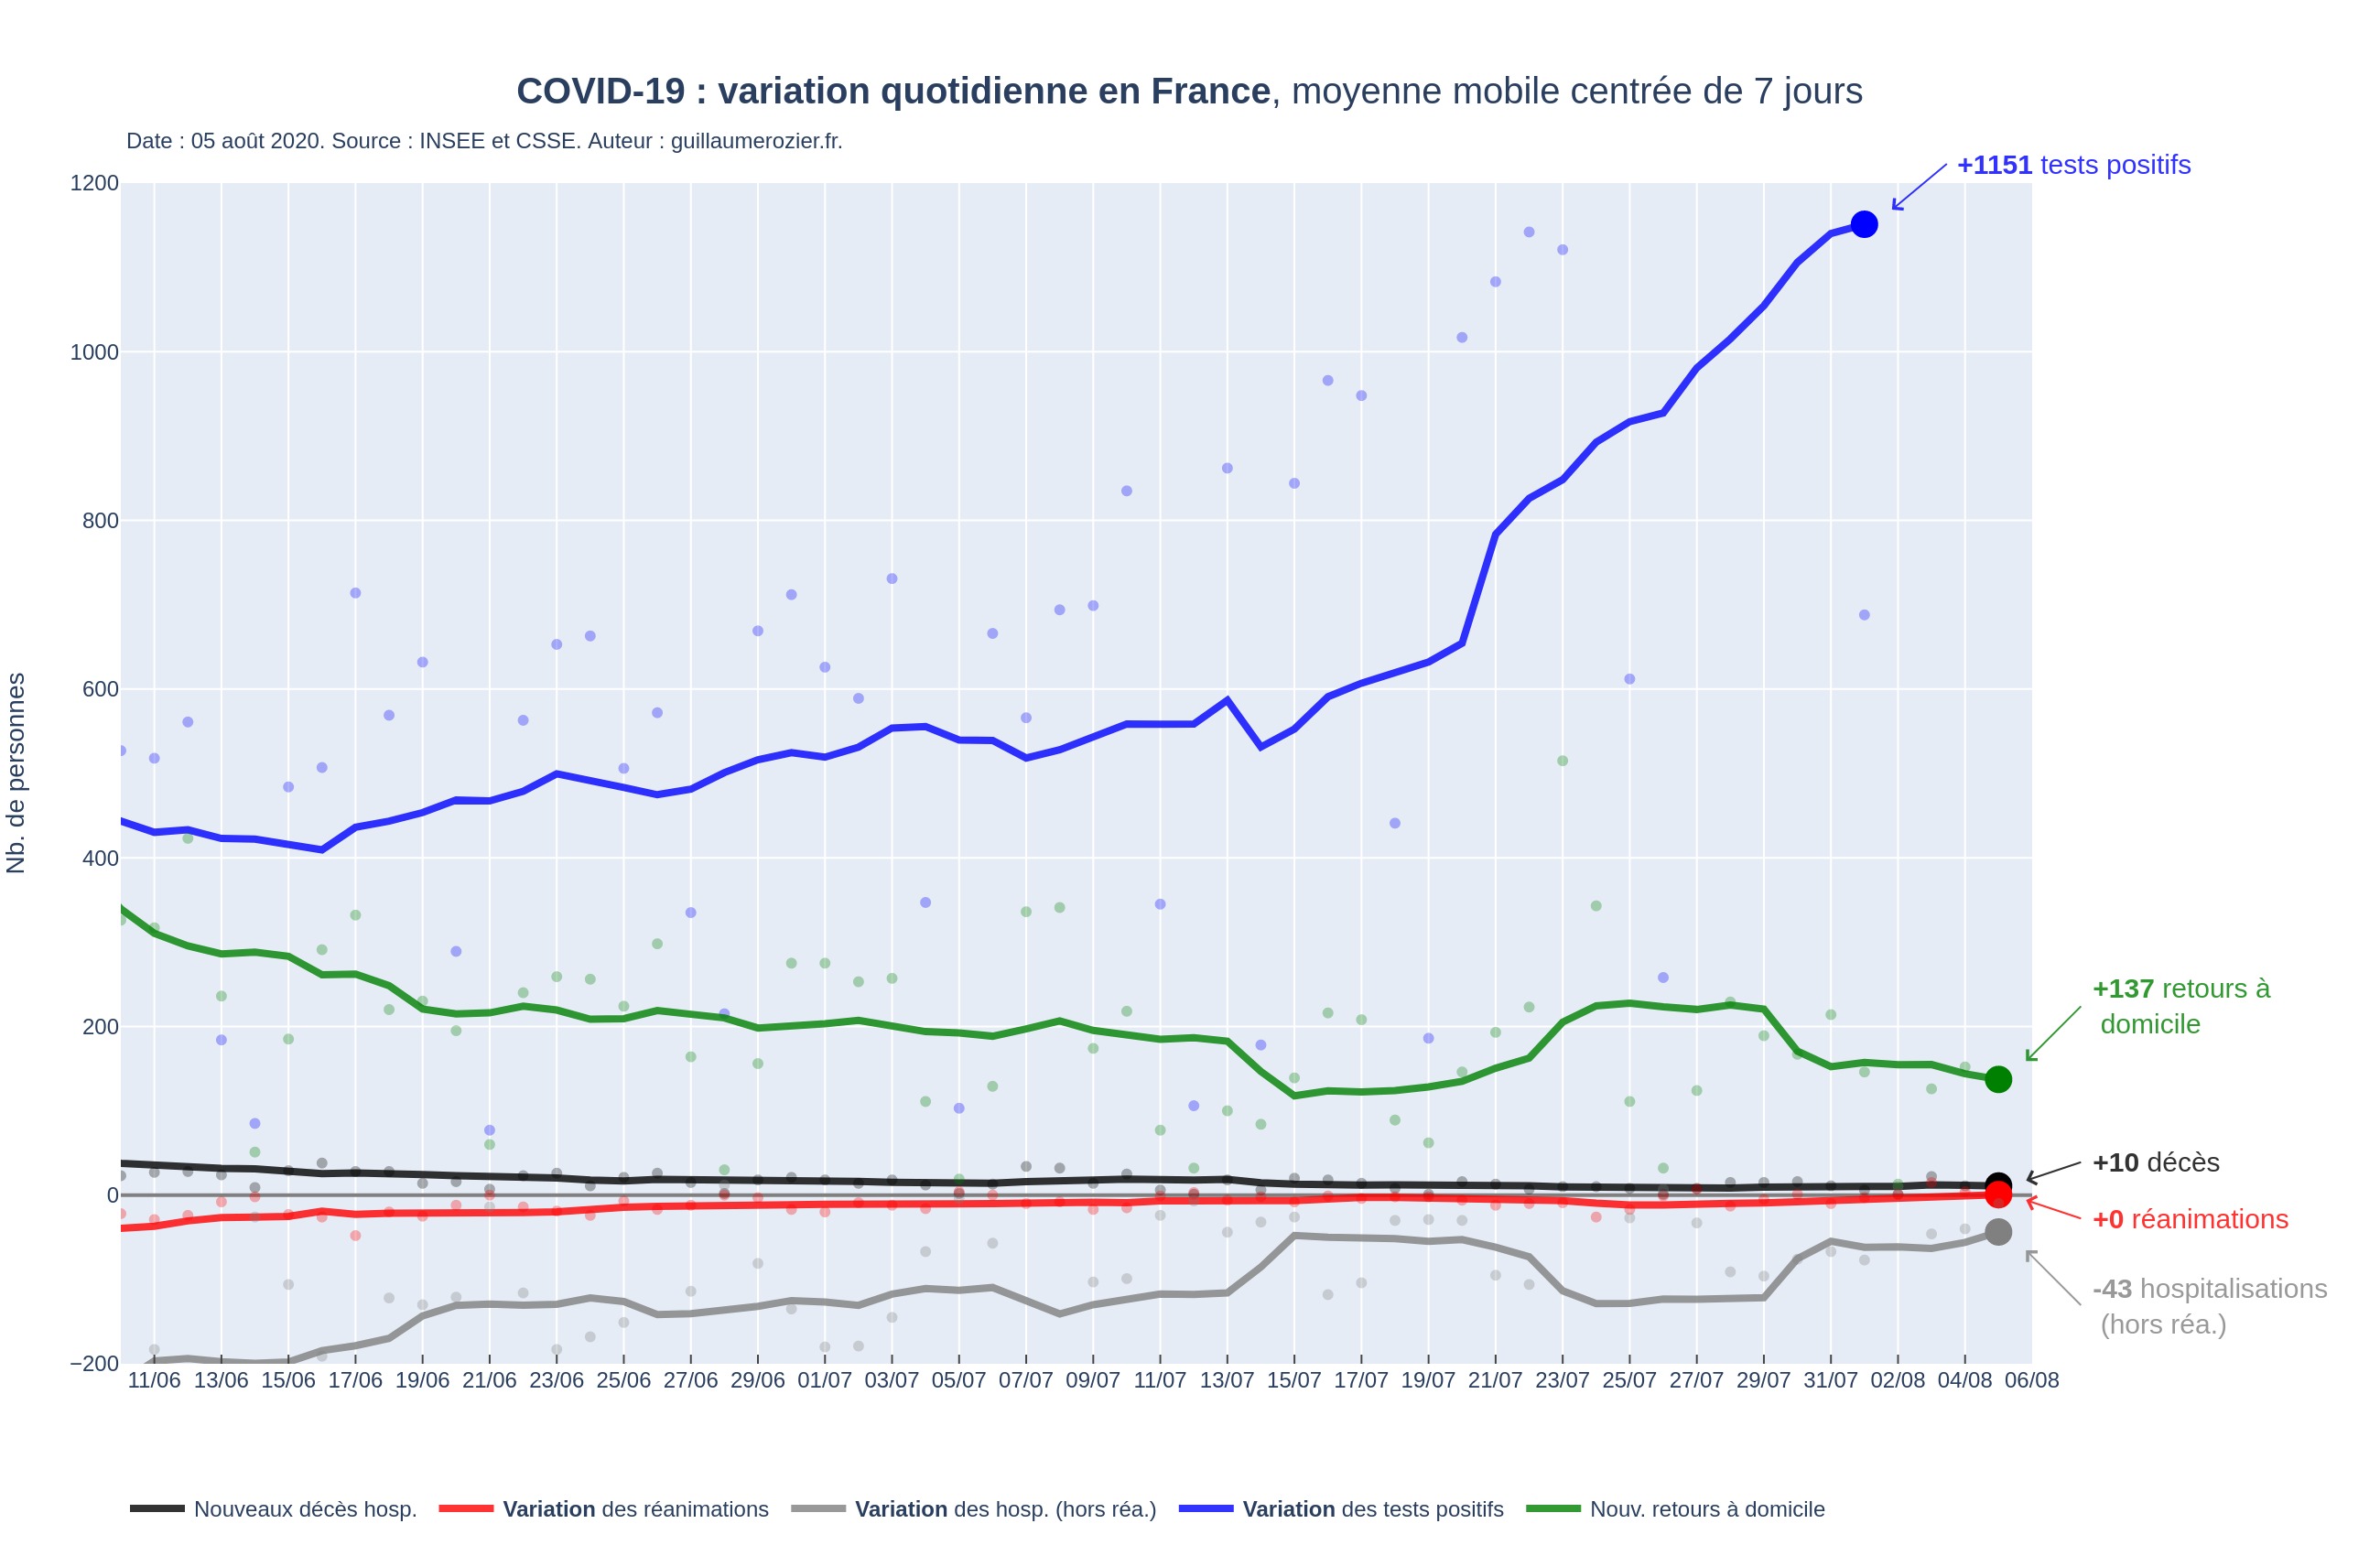 COVID-19 : variation quotidienne en France, moyenne mobile centrée de 7 jours
Date : 05 août 2020. Source : INSEE et CSSE. Auteur : guillaumerozier.fr.
+1151 tests positifs
1200
1000
800
600
400
200
0
−200
Nb. de personnes
+137 retours à
domicile
+10 décès
+0 réanimations
-43 hospitalisations
(hors réa.)
11/06 13/06 15/06 17/06 19/06 21/06 23/06 25/06 27/06 29/06 01/07 03/07 05/07 07/07 09/07 11/07 13/07 15/07 17/07 19/07 21/07 23/07 25/07 27/07 29/07 31/07 02/08 04/08 06/08
Nouveaux décès hosp. Variation des réanimations Variation des hosp. (hors réa.) Variation des tests positifs Nouv. retours à domicile